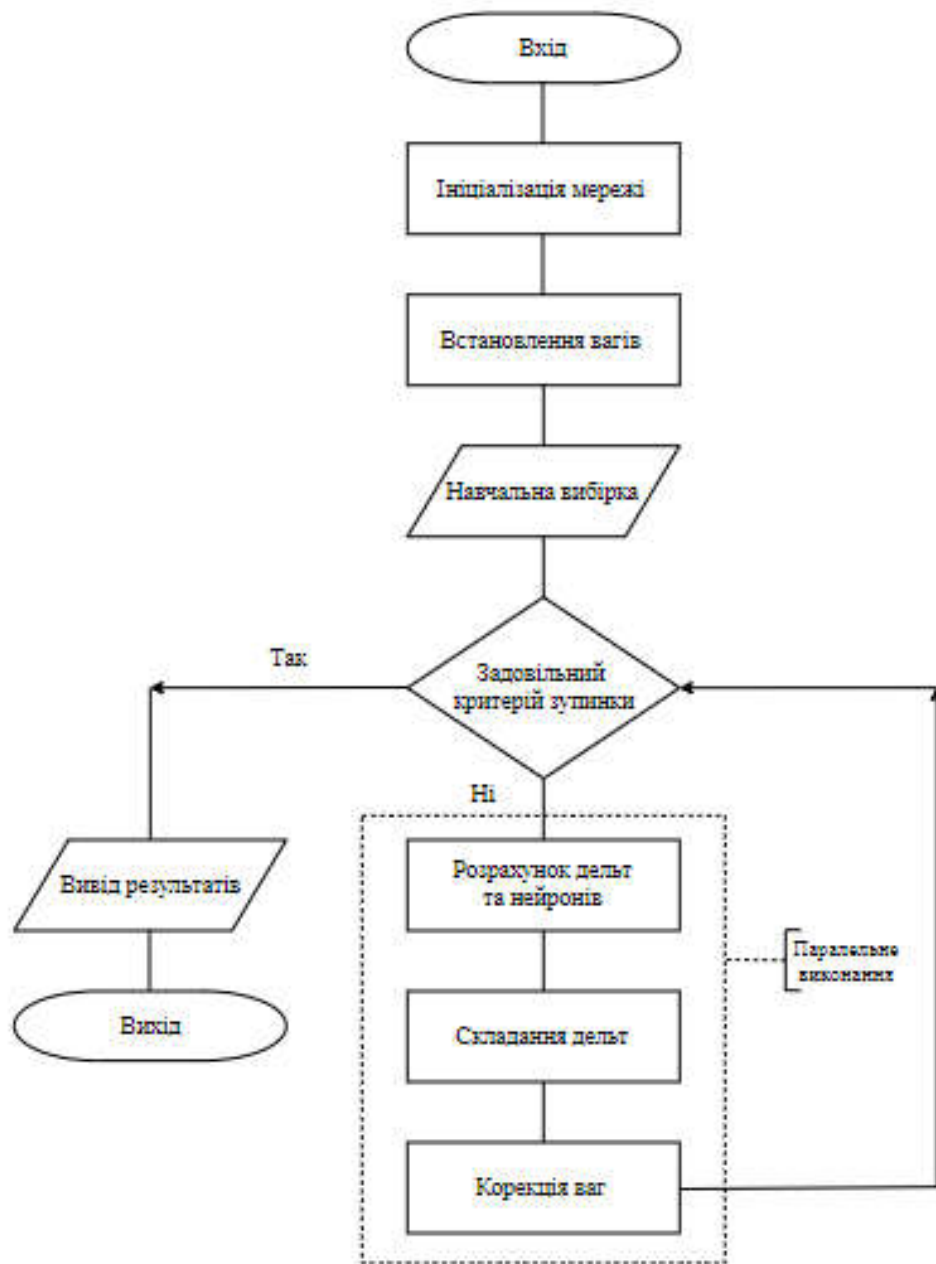 Вхід
Ініціалізація мережі
Встановлення вагів
Навчальна вибірка
Задовільний
критерій зупинки
Так
Ні
Вивід результатів
Вихід
Розрахунок дельт
та нейронів
Складання дельт
Корекція ваг
Паралельне
виконання